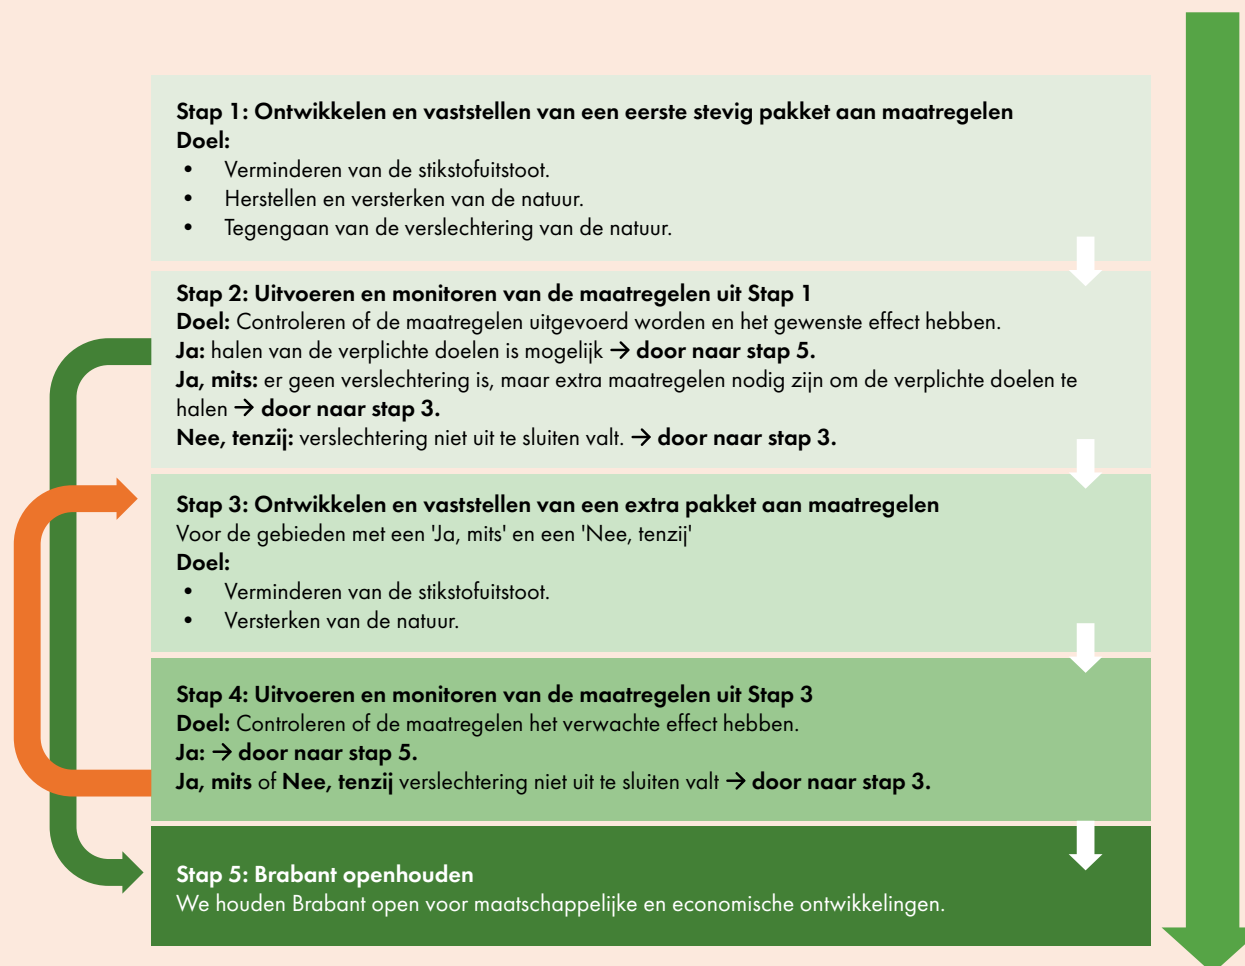 Stap 1: Ontwikkelen en vaststellen van een eerste stevig pakket aan maatregelen
Doel:
• Verminderen van de stikstofuitstoot.
• Herstellen en versterken van de natuur.
• Tegengaan van de verslechtering van de natuur.
Stap 2: Uitvoeren en monitoren van de maatregelen uit Stap 1
Doel: Controleren of de maatregelen uitgevoerd worden en het gewenste effect hebben.
Ja: halen van de verplichte doelen is mogelijk → door naar stap 5.
Ja, mits: er geen verslechtering is, maar extra maatregelen nodig zijn om de verplichte doelen te
halen → door naar stap 3.
Nee, tenzij: verslechtering niet uit te sluiten valt. → door naar stap 3.
Stap 3: Ontwikkelen en vaststellen van een extra pakket aan maatregelen
Voor de gebieden met een 'Ja, mits' en een 'Nee, tenzij'
Doel:
• Verminderen van de stikstofuitstoot.
• Versterken van de natuur.
Stap 4: Uitvoeren en monitoren van de maatregelen uit Stap 3
Doel: Controleren of de maatregelen het verwachte effect hebben.
Ja: → door naar stap 5.
Ja, mits of Nee, tenzij verslechtering niet uit te sluiten valt → door naar stap 3.
Stap 5: Brabant openhouden
We houden Brabant open voor maatschappelijke en economische ontwikkelingen.